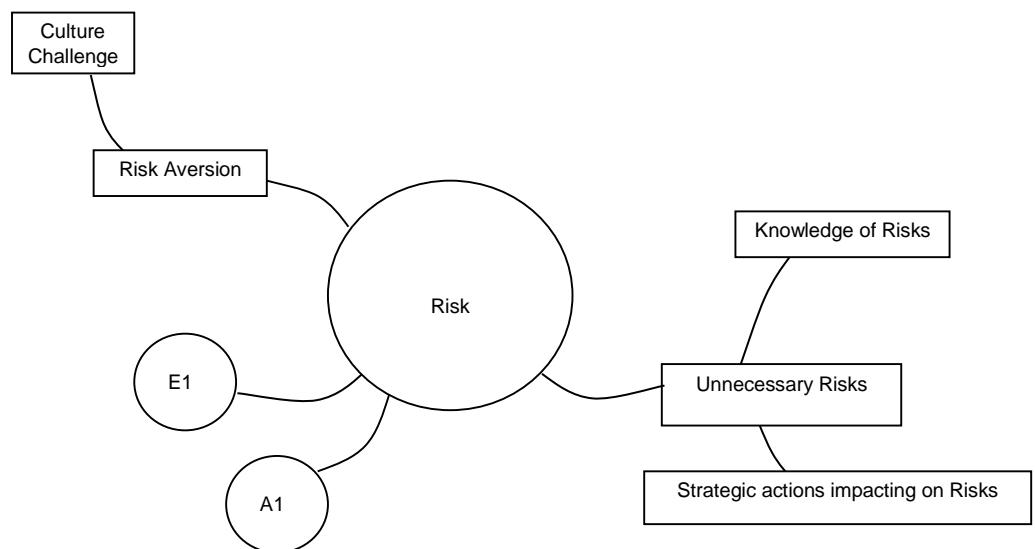 Culture
Challenge
Risk Aversion
Knowledge of Risks
Risk
E1
Unnecessary Risks
Strategic actions impacting on Risks
A1